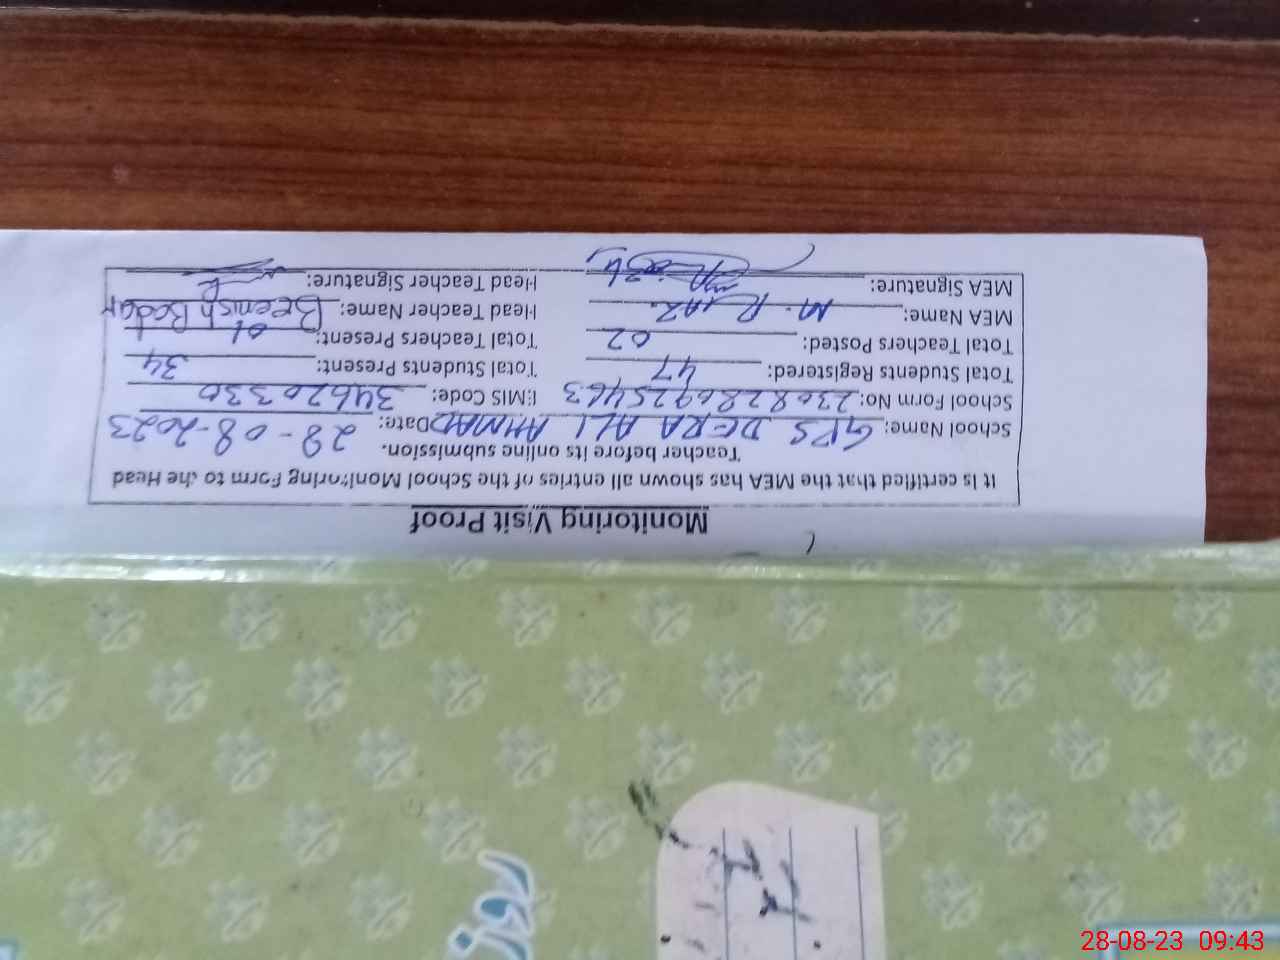 Monitoring Visit Proof
It is certified that the MEA has shown all entries of the School Monitoring Form to the Head
Teacher before its online submission.
School Name: GPS DERA ALI AHMAD Date: 28-08-2023
School Form No: 2308280925463 EMIS Code: 34620330
Total Students Registered: 47 Total Students Present: 34
Total Teachers Posted: 02 Total Teachers Present: 01
MEA Name: M. Riaz Head Teacher Name: Beenish Badar
MEA Signature: Head Teacher Signature:
28-08-23 09:43